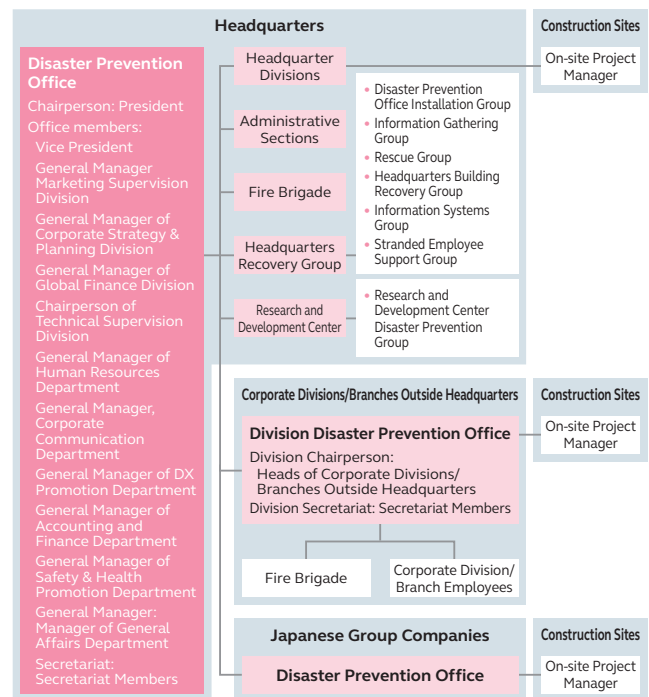 Headquarters
Disaster Prevention
Office
Chairperson: President
Office members:
Vice President
General Manager
Marketing Supervision
Division
General Manager of
Corporate Strategy &
Planning Division
General Manager of
Global Finance Division
Chairperson of
Technical Supervision
Division
General Manager of
Human Resources
Department
General Manager,
Corporate
Communication
Department
General Manager of DX
Promotion Department
General Manager of
Accounting and
Finance Department
General Manager of
Safety & Health
Promotion Department
General Manager:
Manager of General
Affairs Department
Secretariat:
Secretariat Members
Headquarter
Divisions
Administrative
Sections
Fire Brigade
Headquarters
Recovery Group
Research and
Development Center
• Disaster Prevention
Office Installation Group
• Information Gathering
Group
• Rescue Group
• Headquarters Building
Recovery Group
• Information Systems
Group
• Stranded Employee
Support Group
• Research and
Development Center
Disaster Prevention
Group
Construction Sites
On-site Project
Manager
Corporate Divisions/Branches Outside Headquarters
Division Disaster Prevention Office
Division Chairperson:
Heads of Corporate Divisions/
Branches Outside Headquarters
Division Secretariat: Secretariat Members
Fire Brigade
Corporate Division/
Branch Employees
Construction Sites
On-site Project
Manager
Japanese Group Companies
Disaster Prevention Office
Construction Sites
On-site Project
Manager